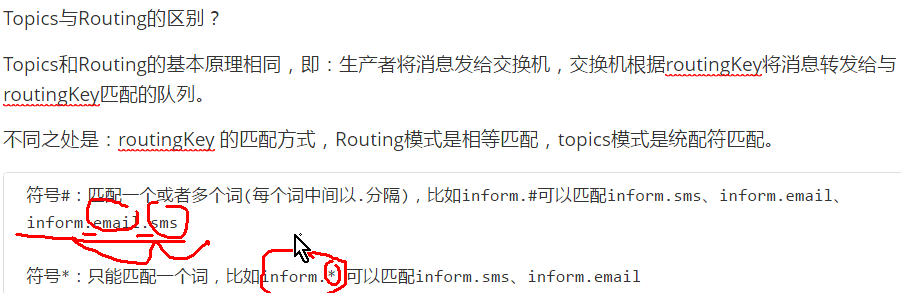 Topics与Routing的区别？
Topics和Routing的基本原理相同，即：生产者将消息发给交换机，交换机根据routingKey将消息转发给与
routingKey匹配的队列。
不同之处是：routingKey 的匹配方式，Routing模式是相等匹配，topics模式是统配符匹配。
符号#：匹配一个或者多个词(每个词中间以.分隔)，比如inform.#可以匹配inform.sms、inform.email、
inform.email.sms
符号*：只能匹配一个词，比如inform.*可以匹配inform.sms、inform.email